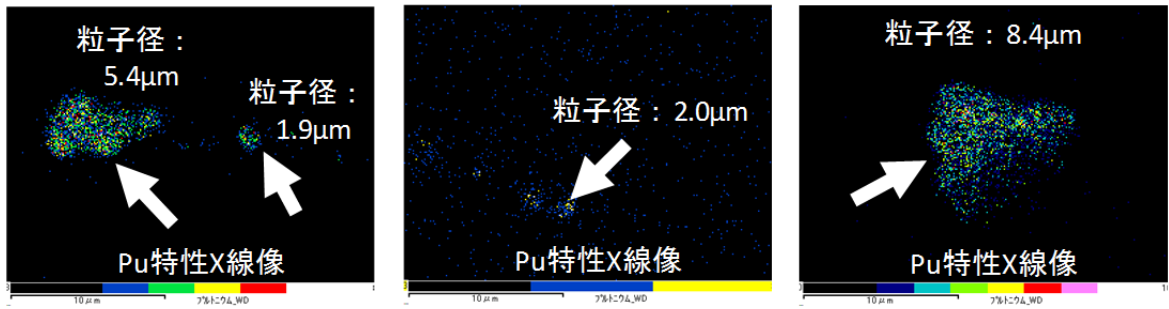 粒子径：
5.4μm
粒子径：
1.9μm
Pu特性X線像
10μm
プルトニウム_WD
粒子径：2.0μm
Pu特性X線像
10μm
プルトニウム_WD
粒子径：8.4μm
Pu特性X線像
10μm
プルトニウム_WD